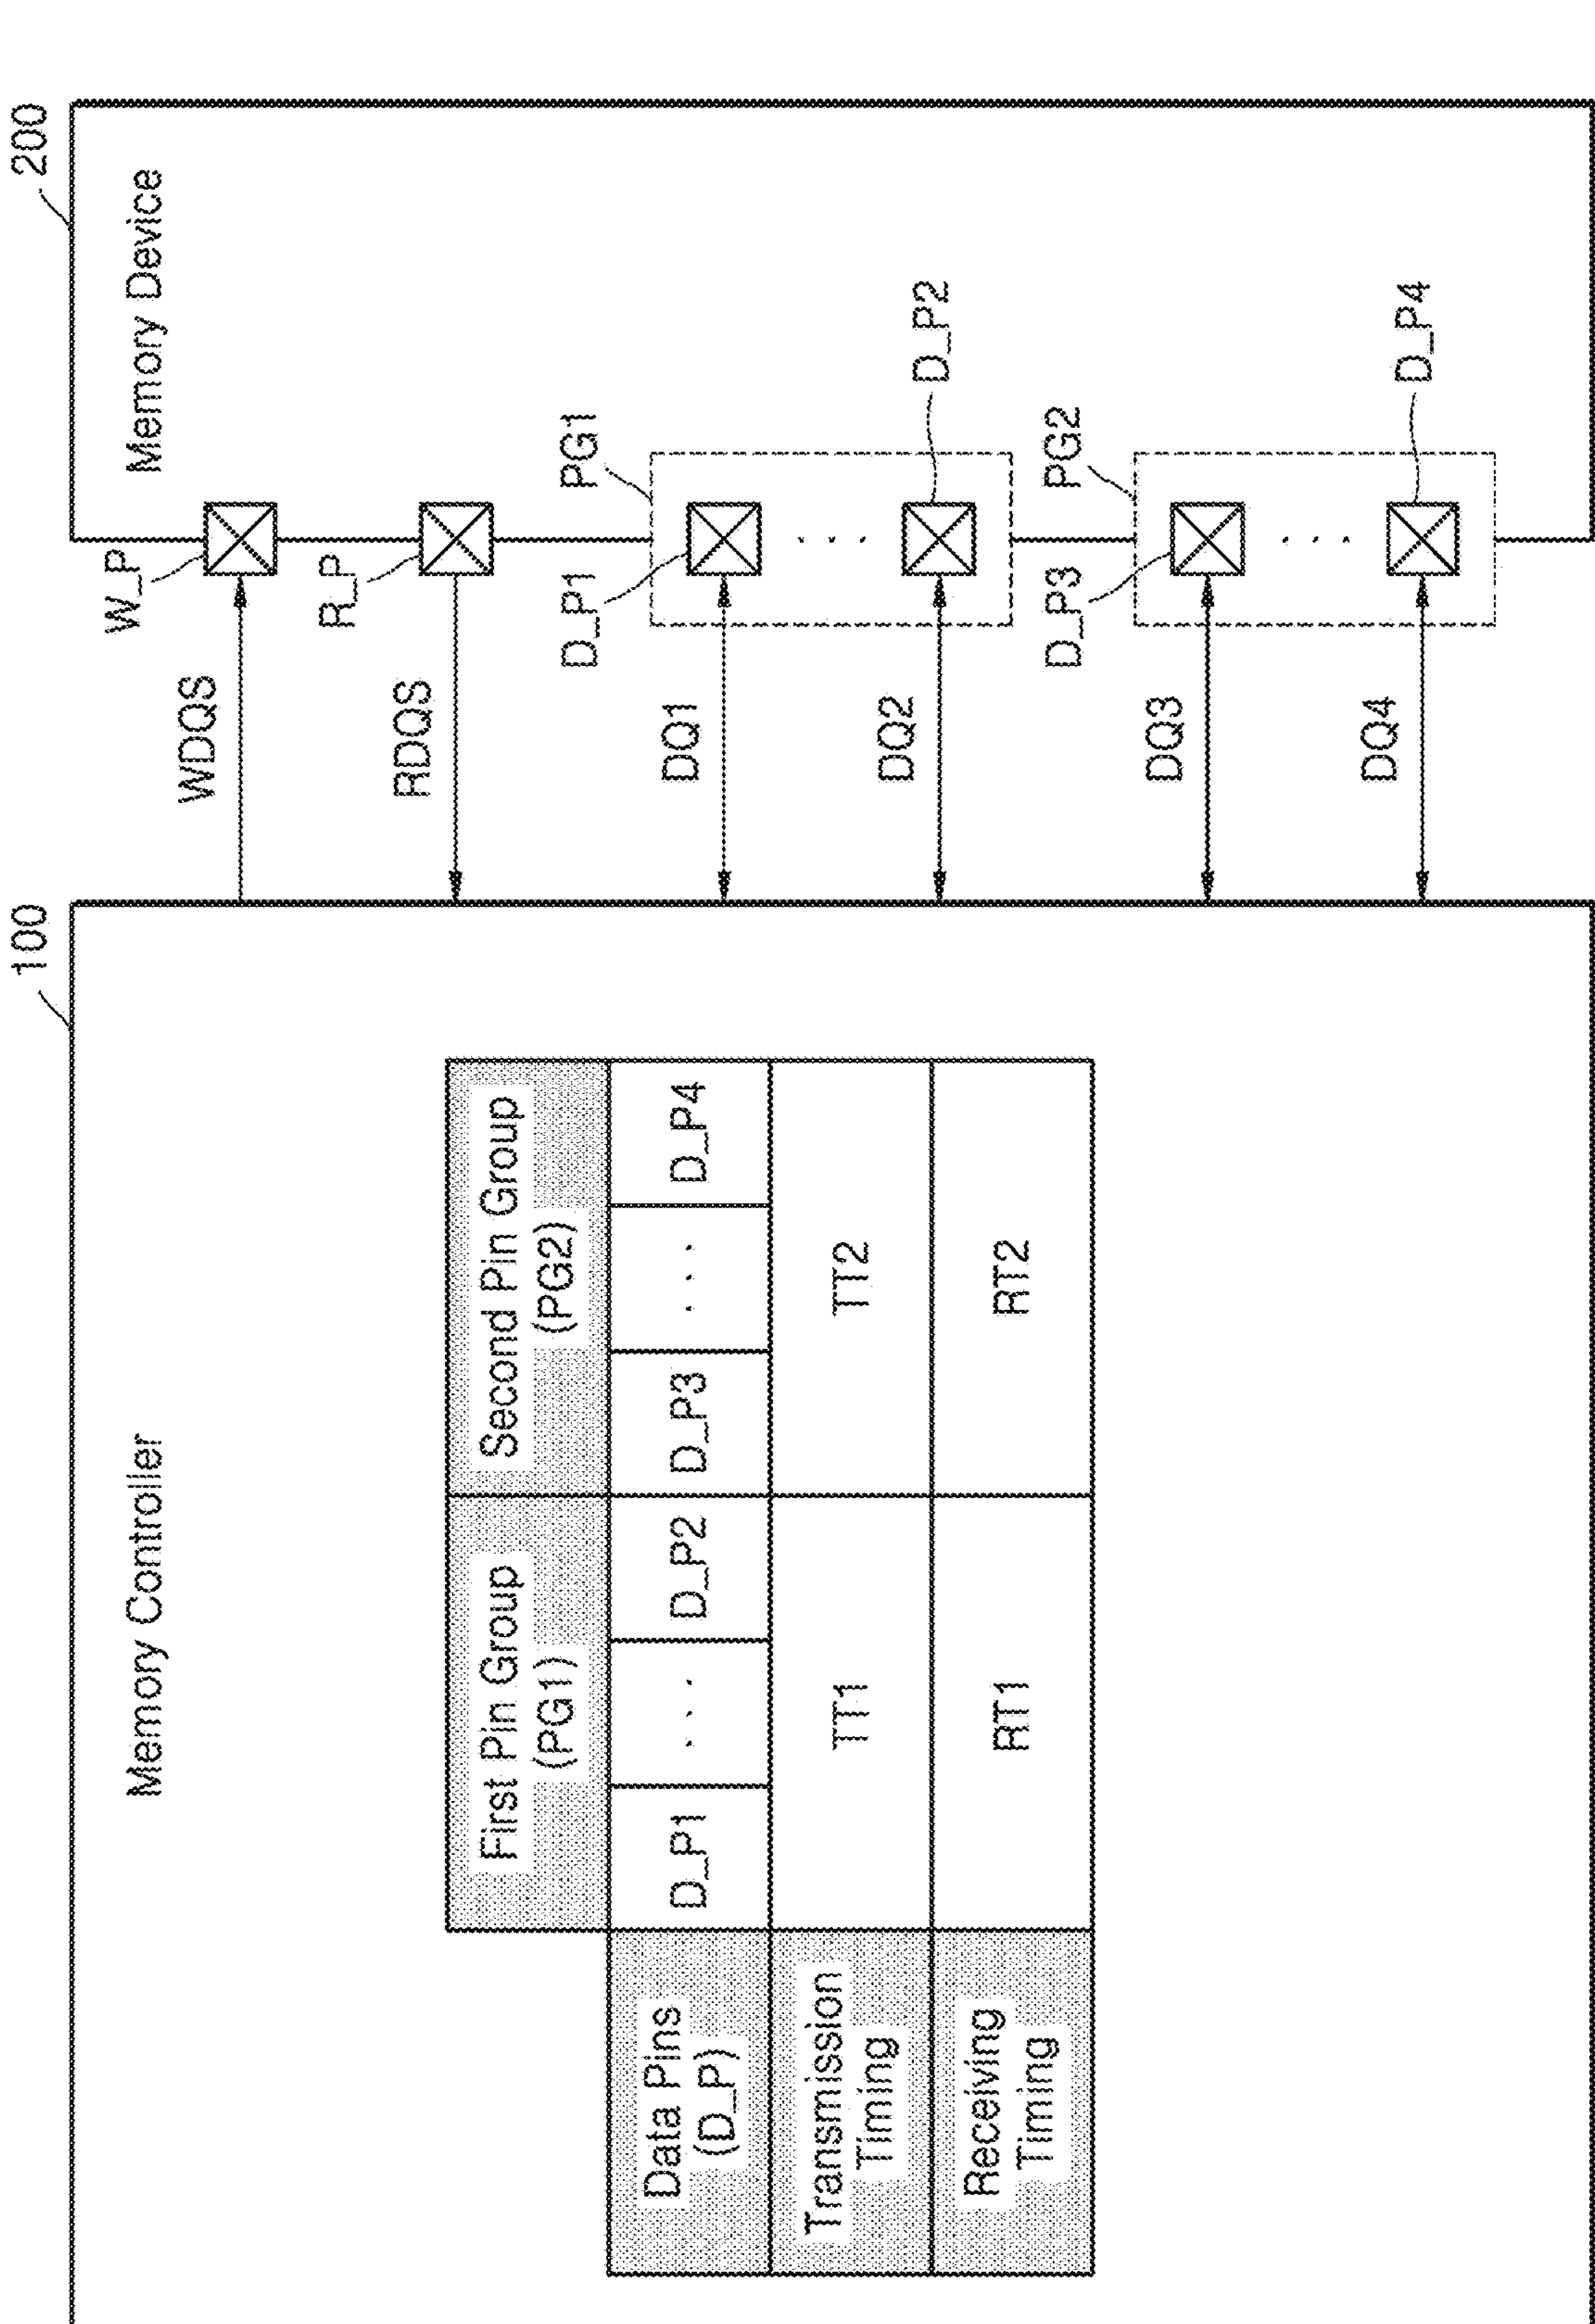 100
200
Memory Controller
Memory Device
First Pin Group
(PG1)
Second Pin Group
(PG2)
Data Pins
(D_P)
D_P1
. . .
D_P2
D_P3
. . .
D_P4
Transmission
Timing
TT1
TT2
Receiving
Timing
RT1
RT2
WDQS
W_P
RDQS
R_P
DQ1
D_P1
PG1
. . .
DQ2
D_P2
DQ3
D_P3
PG2
. . .
DQ4
D_P4